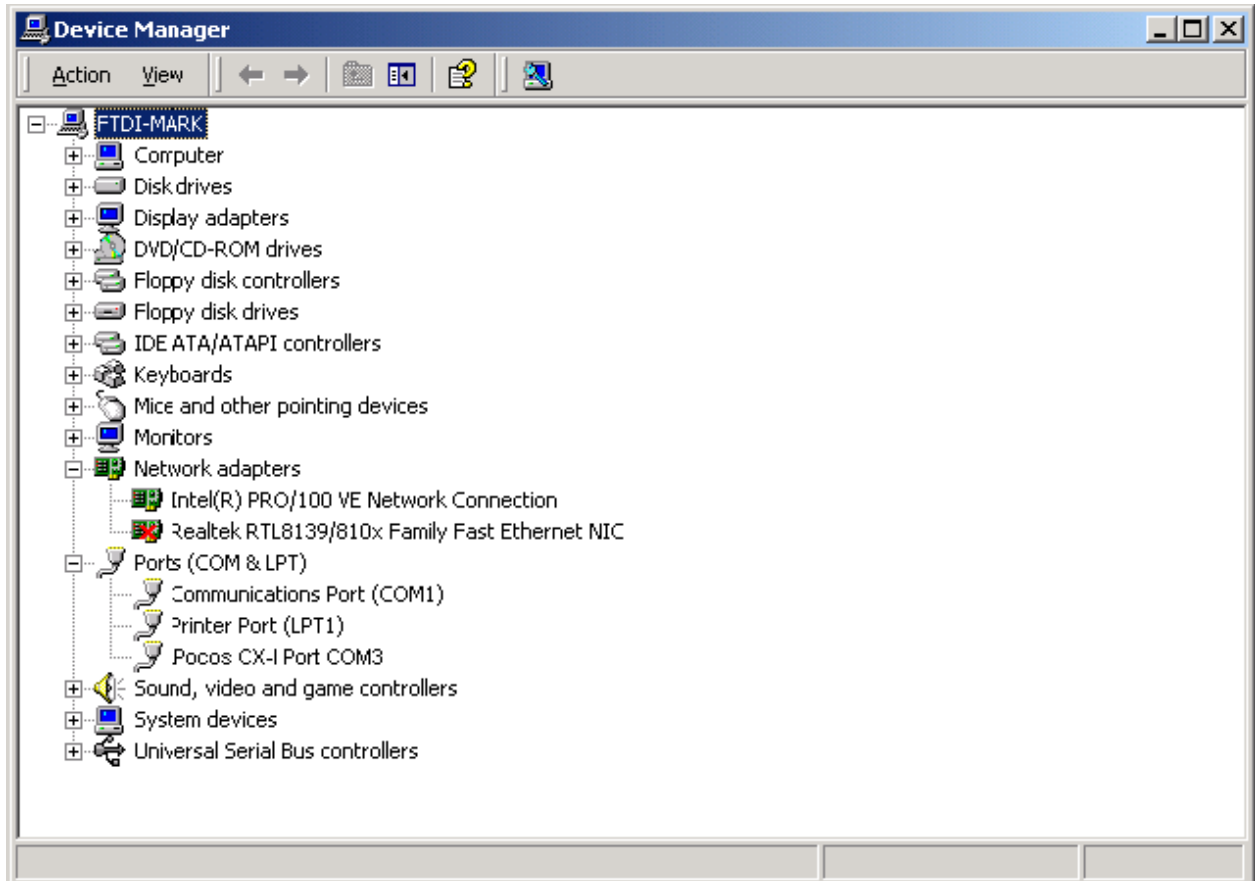 Device Manager
Action View
FTDI-MARK
Computer
Disk drives
Display adapters
DVD/CD-ROM drives
Floppy disk controllers
Floppy disk drives
IDE ATA/ATAPI controllers
Keyboards
Mice and other pointing devices
Monitors
Network adapters
Intel(R) PRO/100 VE Network Connection
Realtek RTL8139/810x Family Fast Ethernet NIC
Ports (COM & LPT)
Communications Port (COM1)
Printer Port (LPT1)
Pocos CX-I Port COM3
Sound, video and game controllers
System devices
Universal Serial Bus controllers